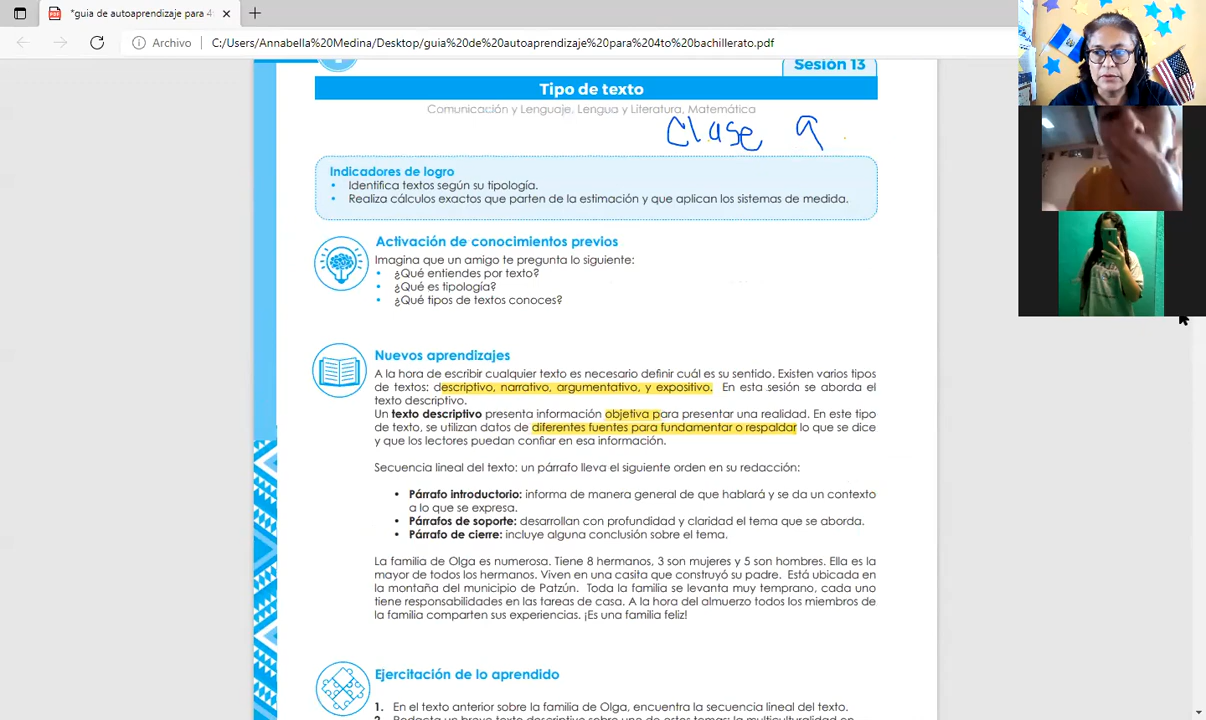 *guia de autoaprendizaje para 4
Archivo
C:/Users/Annabella%20Medina/Desktop/guia%20de%20autoaprendizaje%20para%204to%20bachillerato.pdf
Sesión 13
Tipo de texto
Comunicación y Lenguaje, Lengua y Literatura, Matemática
Clase 9
Indicadores de logro
• Identifica textos según su tipología.
• Realiza cálculos exactos que parten de la estimación y que aplican los sistemas de medida.
Activación de conocimientos previos
Imagina que un amigo te pregunta lo siguiente:
• ¿Qué entiendes por texto?
• ¿Qué es tipología?
• ¿Qué tipos de textos conoces?
Nuevos aprendizajes
A la hora de escribir cualquier texto es necesario definir cuál es su sentido. Existen varios tipos
de textos: descriptivo, narrativo, argumentativo, y expositivo. En esta sesión se aborda el
texto descriptivo.
Un texto descriptivo presenta información objetiva para presentar una realidad. En este tipo
de texto, se utilizan datos de diferentes fuentes para fundamentar o respaldar lo que se dice
y que los lectores puedan confiar en esa información.
Secuencia lineal del texto: un párrafo lleva el siguiente orden en su redacción:
• Párrafo introductorio: informa de manera general de que hablará y se da un contexto
a lo que se expresa.
• Párrafos de soporte: desarrollan con profundidad y claridad el tema que se aborda.
• Párrafo de cierre: incluye alguna conclusión sobre el tema.
La familia de Olga es numerosa. Tiene 8 hermanos, 3 son mujeres y 5 son hombres. Ella es la
mayor de todos los hermanos. Viven en una casita que construyó su padre. Está ubicada en
la montaña del municipio de Patzún. Toda la familia se levanta muy temprano, cada uno
tiene responsabilidades en las tareas de casa. A la hora del almuerzo todos los miembros de
la familia comparten sus experiencias. ¡Es una familia feliz!
Ejercitación de lo aprendido
1. En el texto anterior sobre la familia de Olga, encuentra la secuencia lineal del texto.
2. Redacta un breve texto descriptivo sobre uno de estos temas: la multiculturalidad en